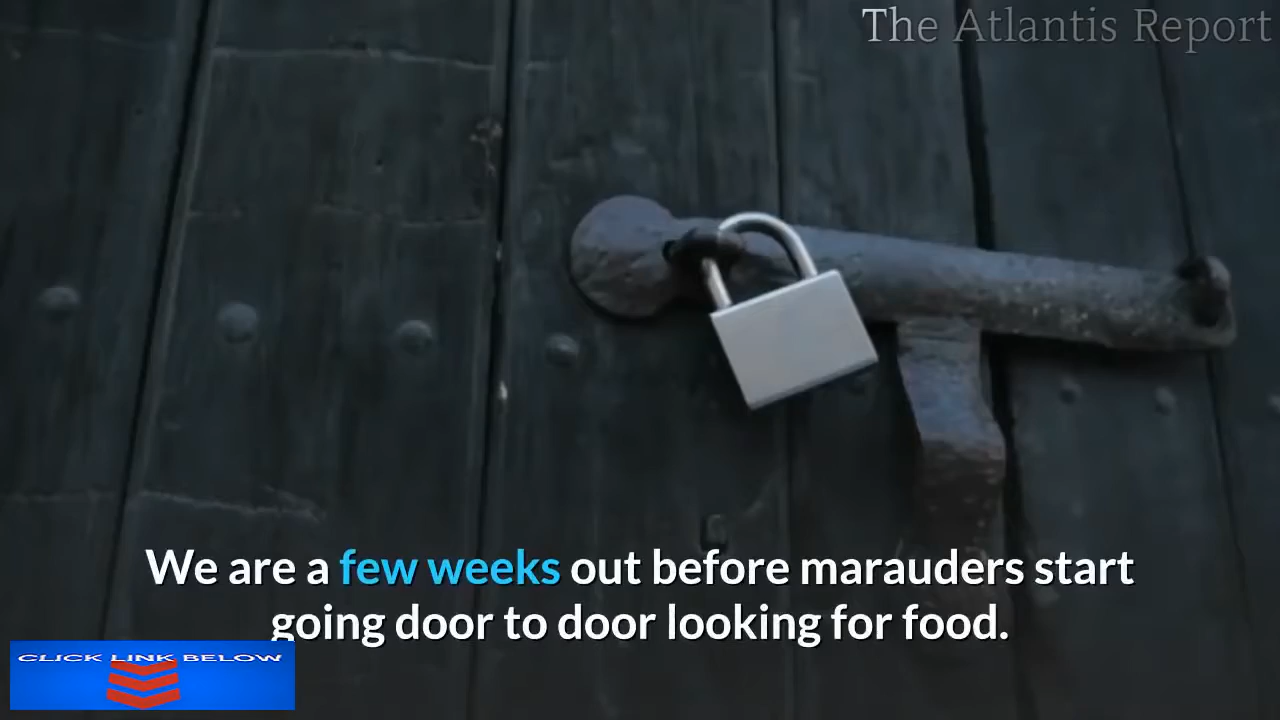 The Atlantis Report
We are a few weeks out before marauders start
going door to door looking for food.
CLICK LINK BELOW